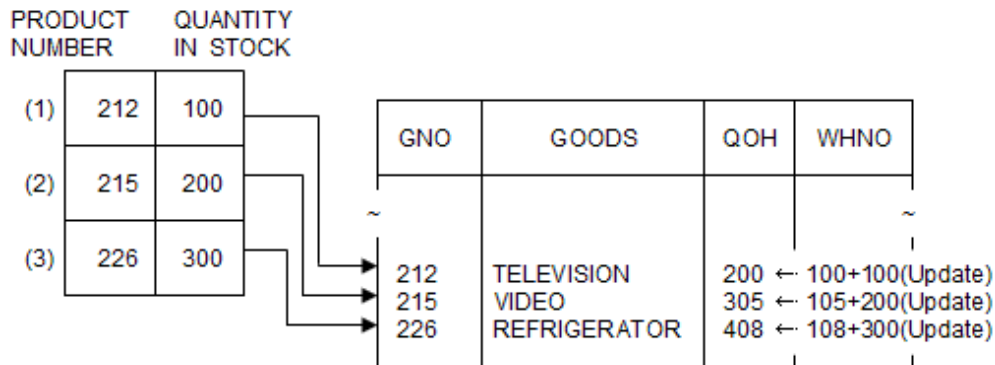 PRODUCT NUMBER QUANTITY IN STOCK
(1) 212 100
(2) 215 200
(3) 226 300
GNO GOODS QOH WHNO
~ ~
212 TELEVISION 200 ← 100+100(Update)
215 VIDEO 305 ← 105+200(Update)
226 REFRIGERATOR 408 ← 108+300(Update)